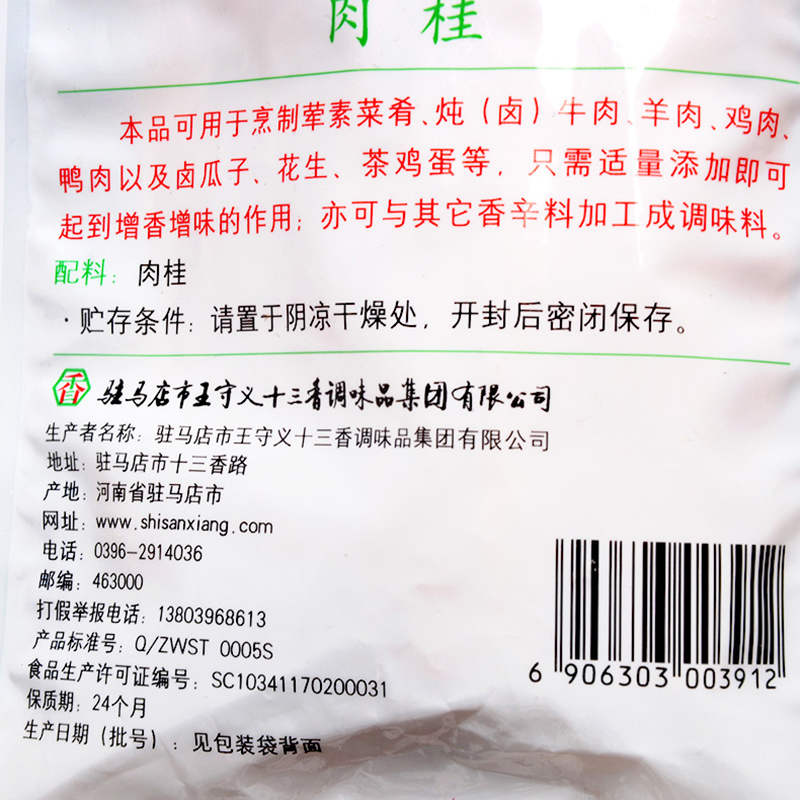 肉桂
本品可用于烹制荤素菜肴、炖（卤）牛肉、羊肉、鸡肉、
鸭肉以及卤瓜子、花生、茶鸡蛋等，只需适量添加即可
起到增香增味的作用；亦可与其它香辛料加工成调味料。
配料：肉桂
·贮存条件：请置于阴凉干燥处，开封后密闭保存。
香 驻马店市王守义十三香调味品集团有限公司
生产者名称：驻马店市王守义十三香调味品集团有限公司
地址：驻马店市十三香路
产地：河南省驻马店市
网址：www.shisanxiang.com
电话：0396-2914036
邮编：463000
打假举报电话：13803968613
产品标准号：Q/ZWST 0005S
食品生产许可证编号：SC10341170200031
保质期：24个月
生产日期（批号）：见包装袋背面
6 906303 003912